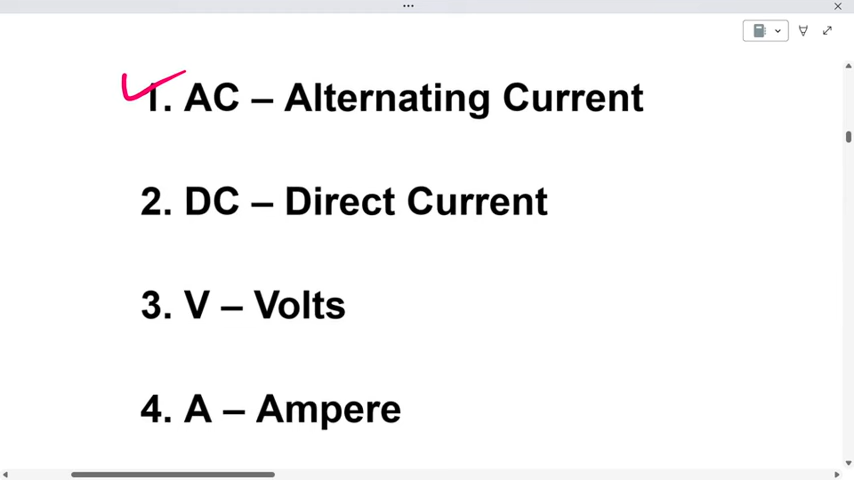 1. AC – Alternating Current
2. DC – Direct Current
3. V – Volts
4. A – Ampere